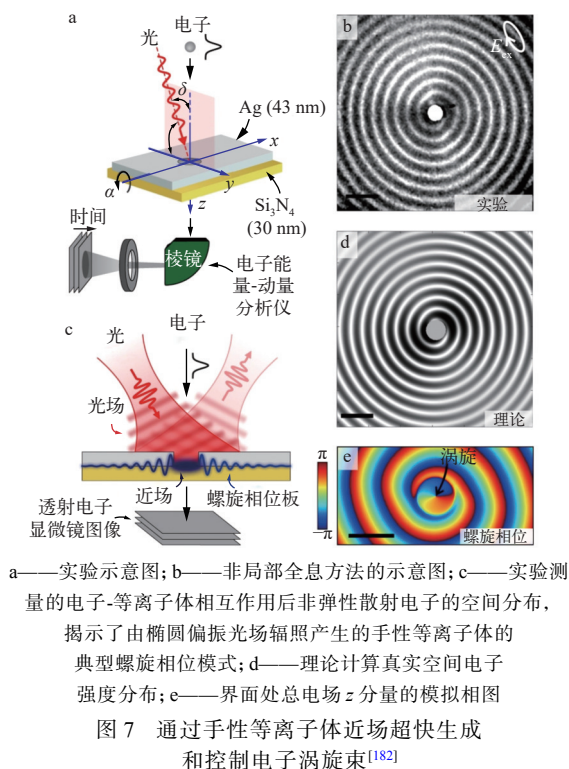 a
电子
光
δ
Ag (43 nm)
x
y
α
z
Si₃N₄
(30 nm)
时间
棱镜
电子能
量-动量
分析仪
b
E_ex
实验
c
光
电子
光场
近场
螺旋相位板
透射电子
显微镜图像
d
理论
e
π
−π
涡旋
螺旋相位
a——实验示意图; b——非局部全息方法的示意图; c——实验测
量的电子-等离子体相互作用后非弹性散射电子的空间分布,
揭示了由椭圆偏振光场辐照产生的手性等离子体的
典型螺旋相位模式; d——理论计算真实空间电子
强度分布; e——界面处总电场 z 分量的模拟相图
图 7 通过手性等离子体近场超快生成
和控制电子涡旋束[182]